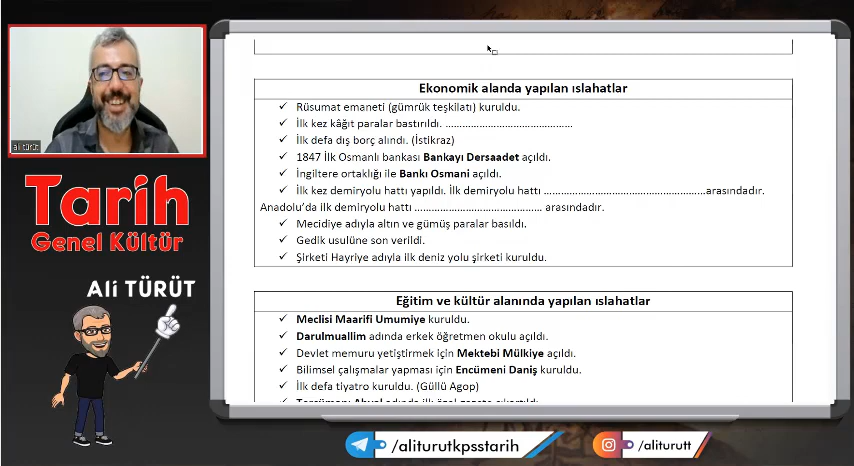 ali türüt
Tarih
Genel Kültür
Ali TÜRÜT
Ekonomik alanda yapılan ıslahatlar
✓ Rüsumat emaneti (gümrük teşkilatı) kuruldu.
✓ İlk kez kâğıt paralar bastırıldı. ……………………………
✓ İlk defa dış borç alındı. (İstikraz)
✓ 1847 İlk Osmanlı bankası Bankayı Dersaadet açıldı.
✓ İngiltere ortaklığı ile Bankı Osmani açıldı.
✓ İlk kez demiryolu hattı yapıldı. İlk demiryolu hattı ……………………………………arasındadır.
Anadolu'da ilk demiryolu hattı …………………………… arasındadır.
✓ Mecidiye adıyla altın ve gümüş paralar basıldı.
✓ Gedik usulüne son verildi.
✓ Şirketi Hayriye adıyla ilk deniz yolu şirketi kuruldu.
Eğitim ve kültür alanında yapılan ıslahatlar
✓ Meclisi Maarifi Umumiye kuruldu.
✓ Darulmuallim adında erkek öğretmen okulu açıldı.
✓ Devlet memuru yetiştirmek için Mektebi Mülkiye açıldı.
✓ Bilimsel çalışmalar yapması için Encümeni Daniş kuruldu.
✓ İlk defa tiyatro kuruldu. (Güllü Agop)
/aliturutkpsstarih
/aliturutt